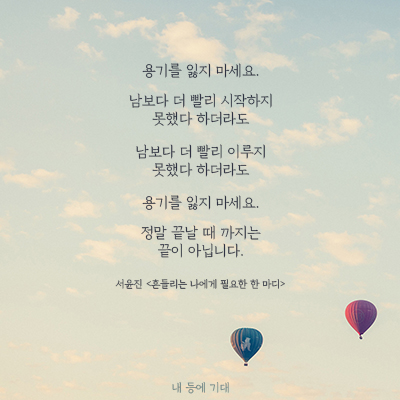 용기를 잃지 마세요.
남보다 더 빨리 시작하지
못했다 하더라도
남보다 더 빨리 이루지
못했다 하더라도
용기를 잃지 마세요.
정말 끝날 때 까지는
끝이 아닙니다.
서윤진 <흔들리는 나에게 필요한 한 마디>
내 등에 기대